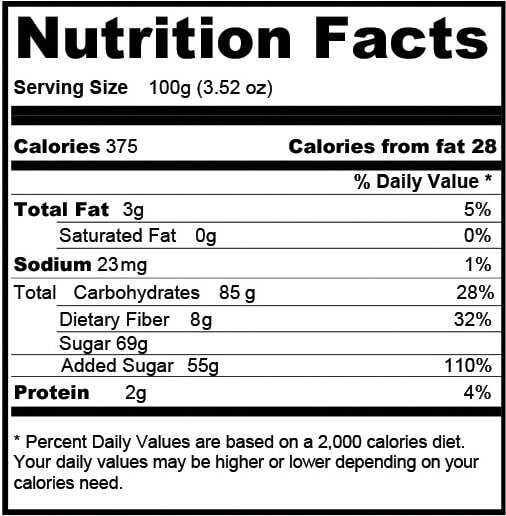 Nutrition Facts
Serving Size 100g (3.52 oz)
Calories 375 Calories from fat 28
% Daily Value *
Total Fat 3g 5%
Saturated Fat 0g 0%
Sodium 23mg 1%
Total Carbohydrates 85 g 28%
Dietary Fiber 8g 32%
Sugar 69g
Added Sugar 55g 110%
Protein 2g 4%
* Percent Daily Values are based on a 2,000 calories diet.
Your daily values may be higher or lower depending on your
calories need.